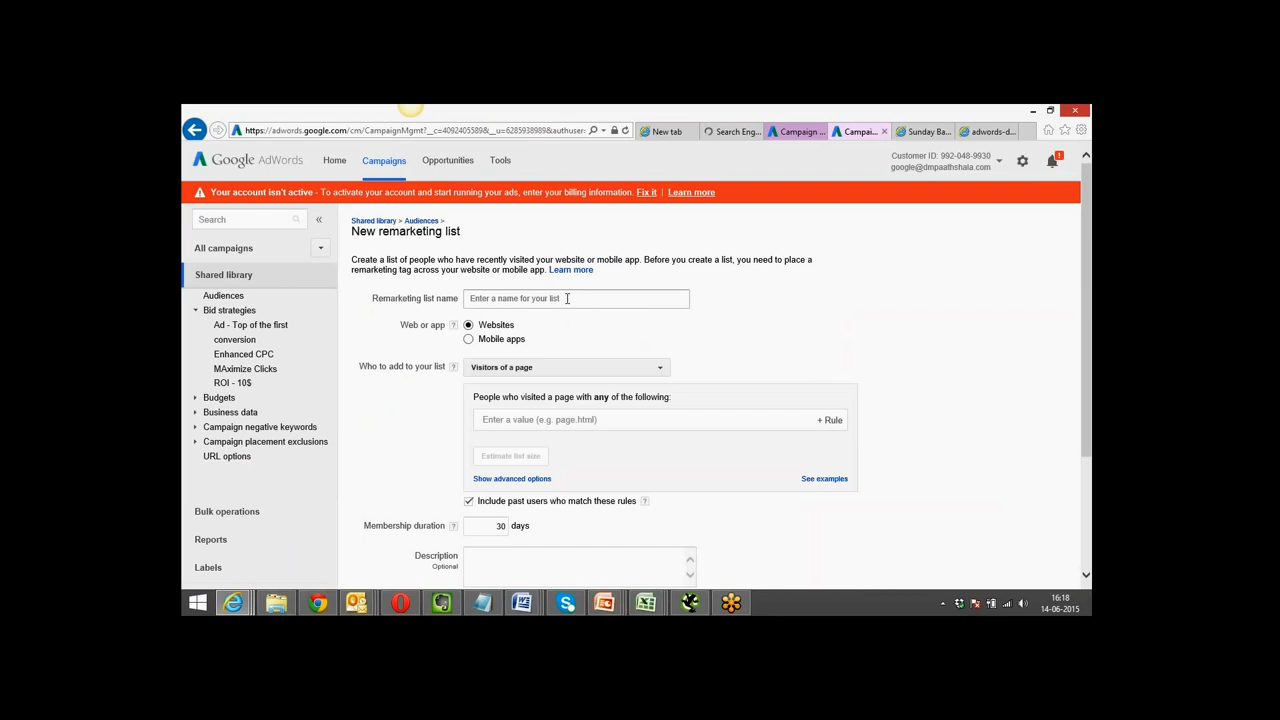 https://adwords.google.com/cm/CampaignMgmt?__c=4092405589&__u=6285938989&authuser:
New tab
Search Eng...
Campaign ...
Campai...
Sunday Ba...
adwords-d...
Google AdWords
Home
Campaigns
Opportunities
Tools
Customer ID: 992-048-9930
google@dmpaathshala.com
!
Your account isn't active - To activate your account and start running your ads, enter your billing information. Fix it | Learn more
Search
«
All campaigns
Shared library
Audiences
Bid strategies
Ad - Top of the first
conversion
Enhanced CPC
MAximize Clicks
ROI - 10$
Budgets
Business data
Campaign negative keywords
Campaign placement exclusions
URL options
Bulk operations
Reports
Labels
Shared library > Audiences >
New remarketing list
Create a list of people who have recently visited your website or mobile app. Before you create a list, you need to place a
remarketing tag across your website or mobile app. Learn more
Remarketing list name
Enter a name for your list
Web or app ?
Websites
Mobile apps
Who to add to your list ?
Visitors of a page
People who visited a page with any of the following:
Enter a value (e.g. page.html)
+ Rule
Estimate list size
Show advanced options
See examples
Include past users who match these rules ?
Membership duration ?
30 days
Description
Optional
16:18
14-06-2015